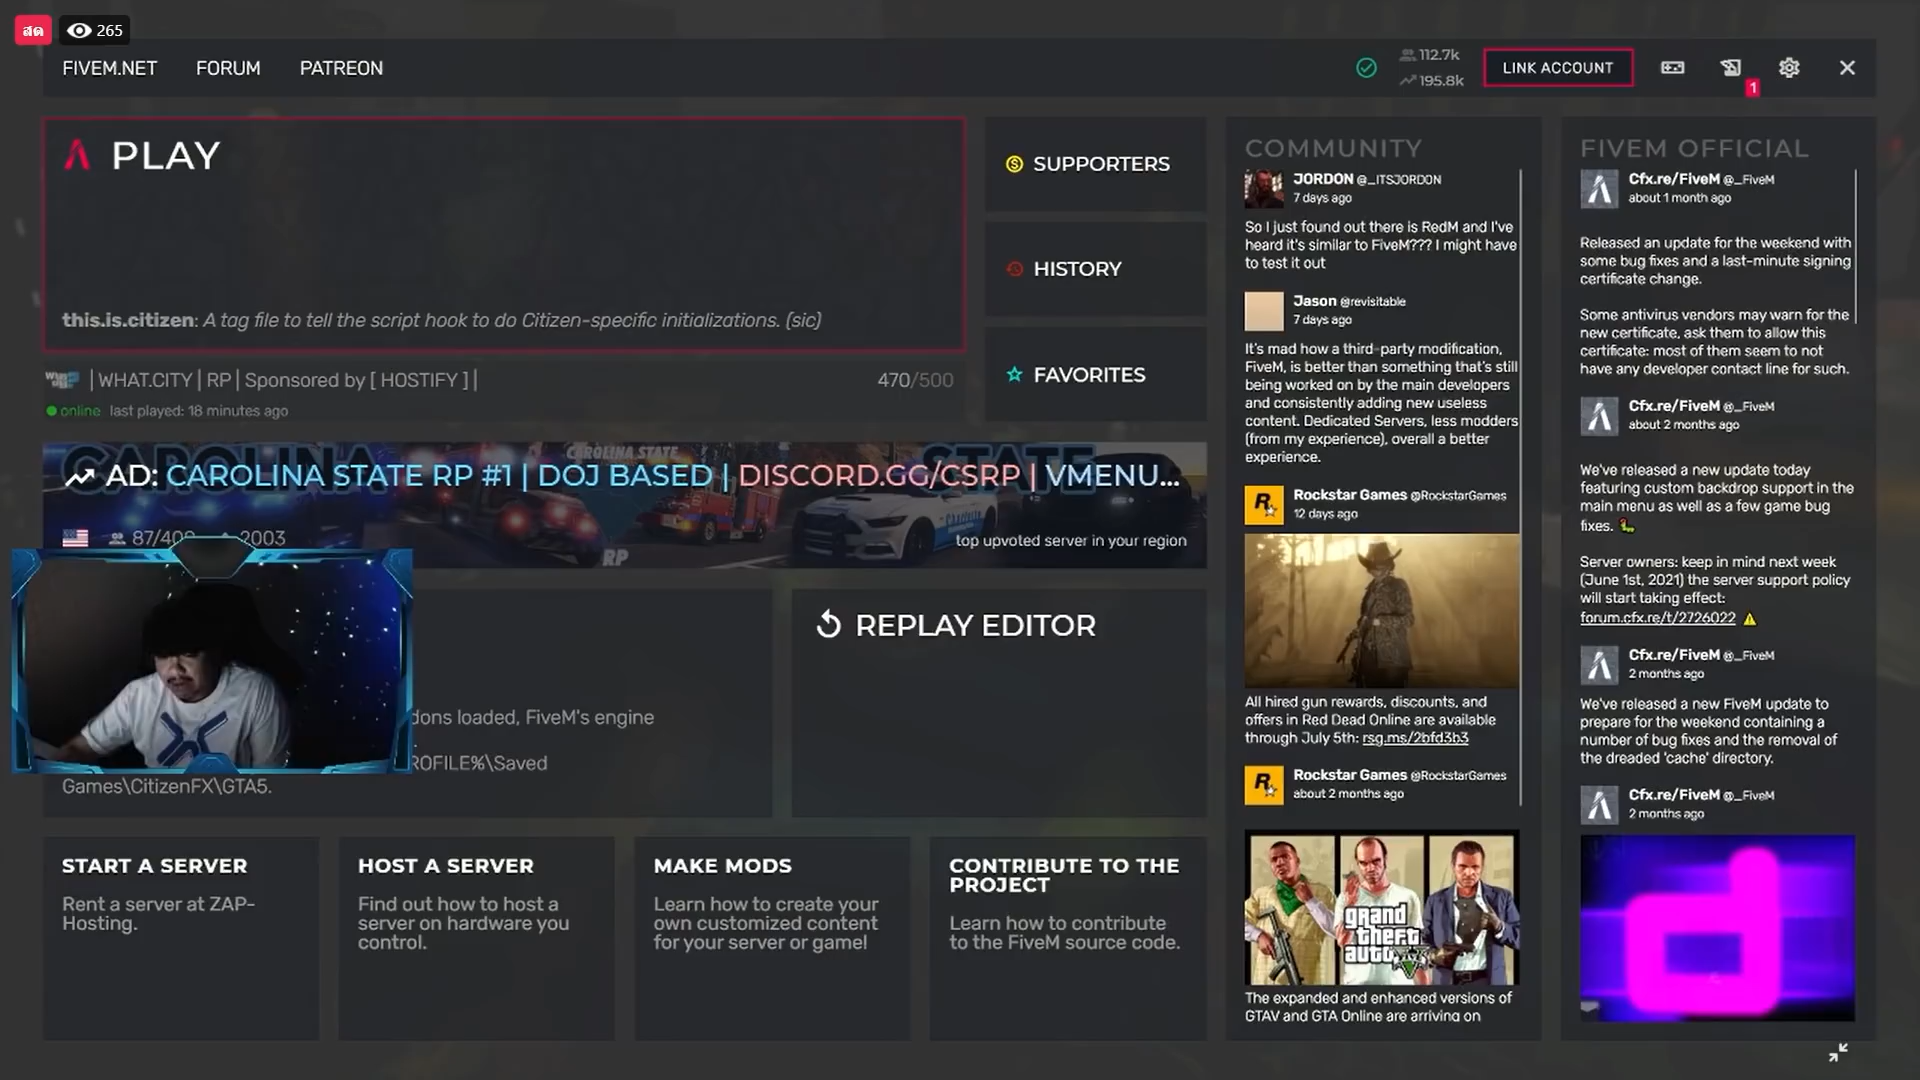 สด 265
FIVEM.NET FORUM PATREON
112.7k
195.8k
LINK ACCOUNT
1
PLAY
this.is.citizen: A tag file to tell the script hook to do Citizen-specific initializations. (sic)
| WHAT.CITY | RP | Sponsored by [ HOSTIFY ] |
470/500
online last played: 18 minutes ago
SUPPORTERS
HISTORY
FAVORITES
CAROLINA STATE
AD: CAROLINA STATE RP #1 | DOJ BASED | DISCORD.GG/CSRP | VMENU...
RP
2003
top upvoted server in your region
dons loaded, FiveM's engine
ROFILE%\Saved
Games\CitizenFX\GTA5.
REPLAY EDITOR
START A SERVER
Rent a server at ZAP-
Hosting.
HOST A SERVER
Find out how to host a
server on hardware you
control.
MAKE MODS
Learn how to create your
own customized content
for your server or game!
CONTRIBUTE TO THE
PROJECT
Learn how to contribute
to the FiveM source code.
COMMUNITY
JORDON @_ITSJORDON
7 days ago
So I just found out there is RedM and I've
heard it's similar to FiveM??? I might have
to test it out
Jason @revisitable
7 days ago
It's mad how a third-party modification,
FiveM, is better than something that's still
being worked on by the main developers
and consistently adding new useless
content. Dedicated Servers, less modders
(from my experience), overall a better
experience.
Rockstar Games @RockstarGames
12 days ago
All hired gun rewards, discounts, and
offers in Red Dead Online are available
through July 5th: rsg.ms/2bfd3b3
Rockstar Games @RockstarGames
about 2 months ago
grand
theft
auto
The expanded and enhanced versions of
GTAV and GTA Online are arriving on
FIVEM OFFICIAL
Cfx.re/FiveM @_FiveM
about 1 month ago
Released an update for the weekend with
some bug fixes and a last-minute signing
certificate change.
Some antivirus vendors may warn for the
new certificate, ask them to allow this
certificate: most of them seem to not
have any developer contact line for such.
Cfx.re/FiveM @_FiveM
about 2 months ago
We've released a new update today
featuring custom backdrop support in the
main menu as well as a few game bug
fixes.
Server owners: keep in mind next week
(June 1st, 2021) the server support policy
will start taking effect:
forum.cfx.re/t/2726022
Cfx.re/FiveM @_FiveM
2 months ago
We've released a new FiveM update to
prepare for the weekend containing a
number of bug fixes and the removal of
the dreaded 'cache' directory.
Cfx.re/FiveM @_FiveM
2 months ago
d